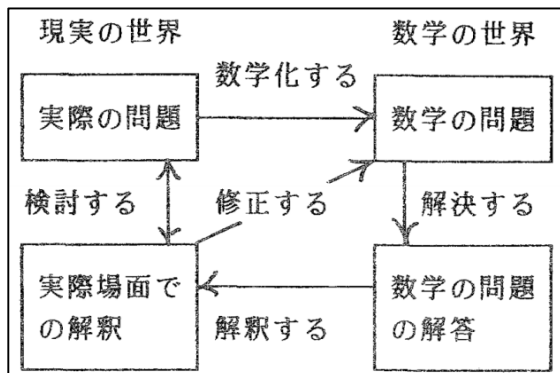 現実の世界
数学の世界
数学化する
実際の問題
数学の問題
検討する
修正する
解決する
実際場面で
の解釈
解釈する
数学の問題
の解答